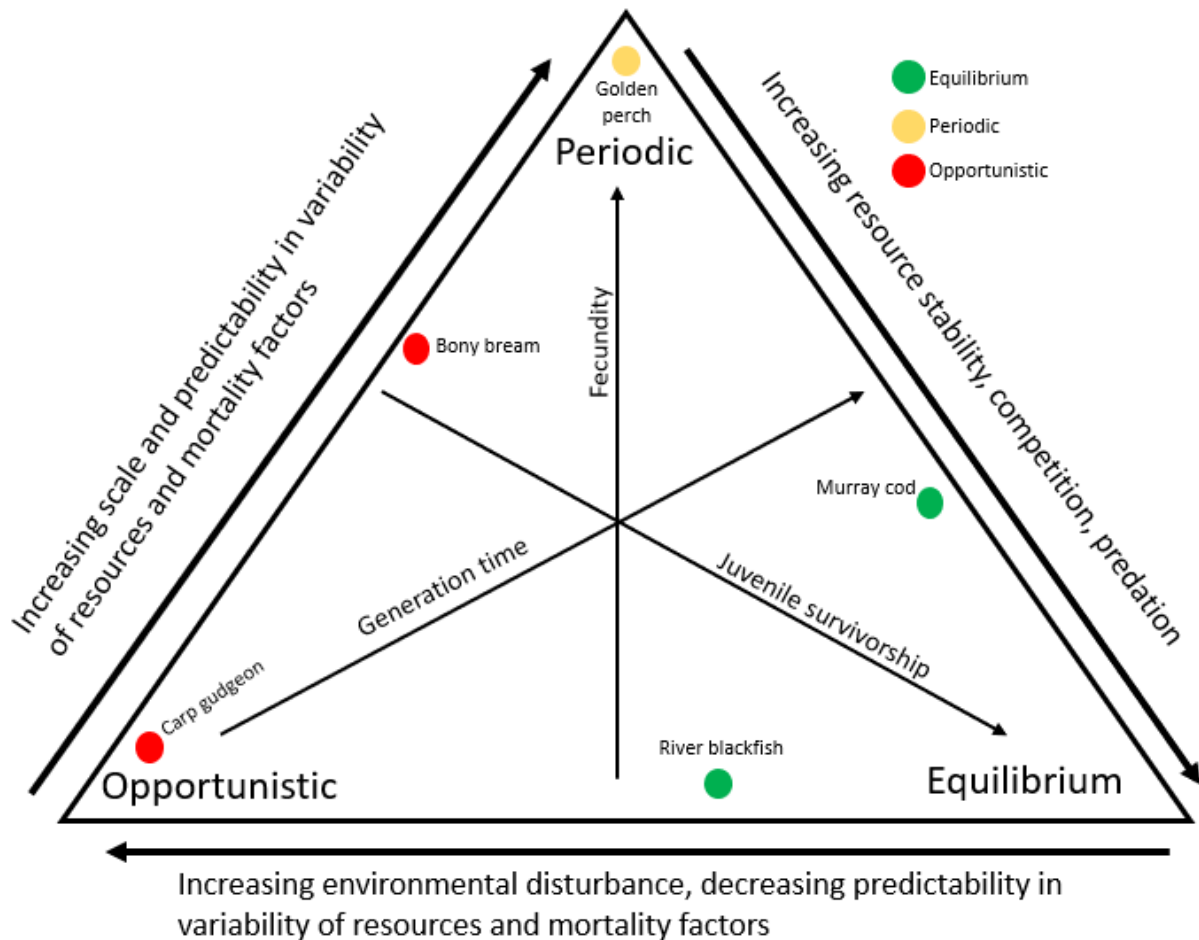 Golden
perch
Periodic
Equilibrium
Periodic
Opportunistic
Increasing scale and predictability in variability
of resources and mortality factors
Increasing resource stability, competition, predation
Bony bream
Fecundity
Murray cod
Generation time
Juvenile survivorship
Carp gudgeon
River blackfish
Opportunistic
Equilibrium
Increasing environmental disturbance, decreasing predictability in
variability of resources and mortality factors